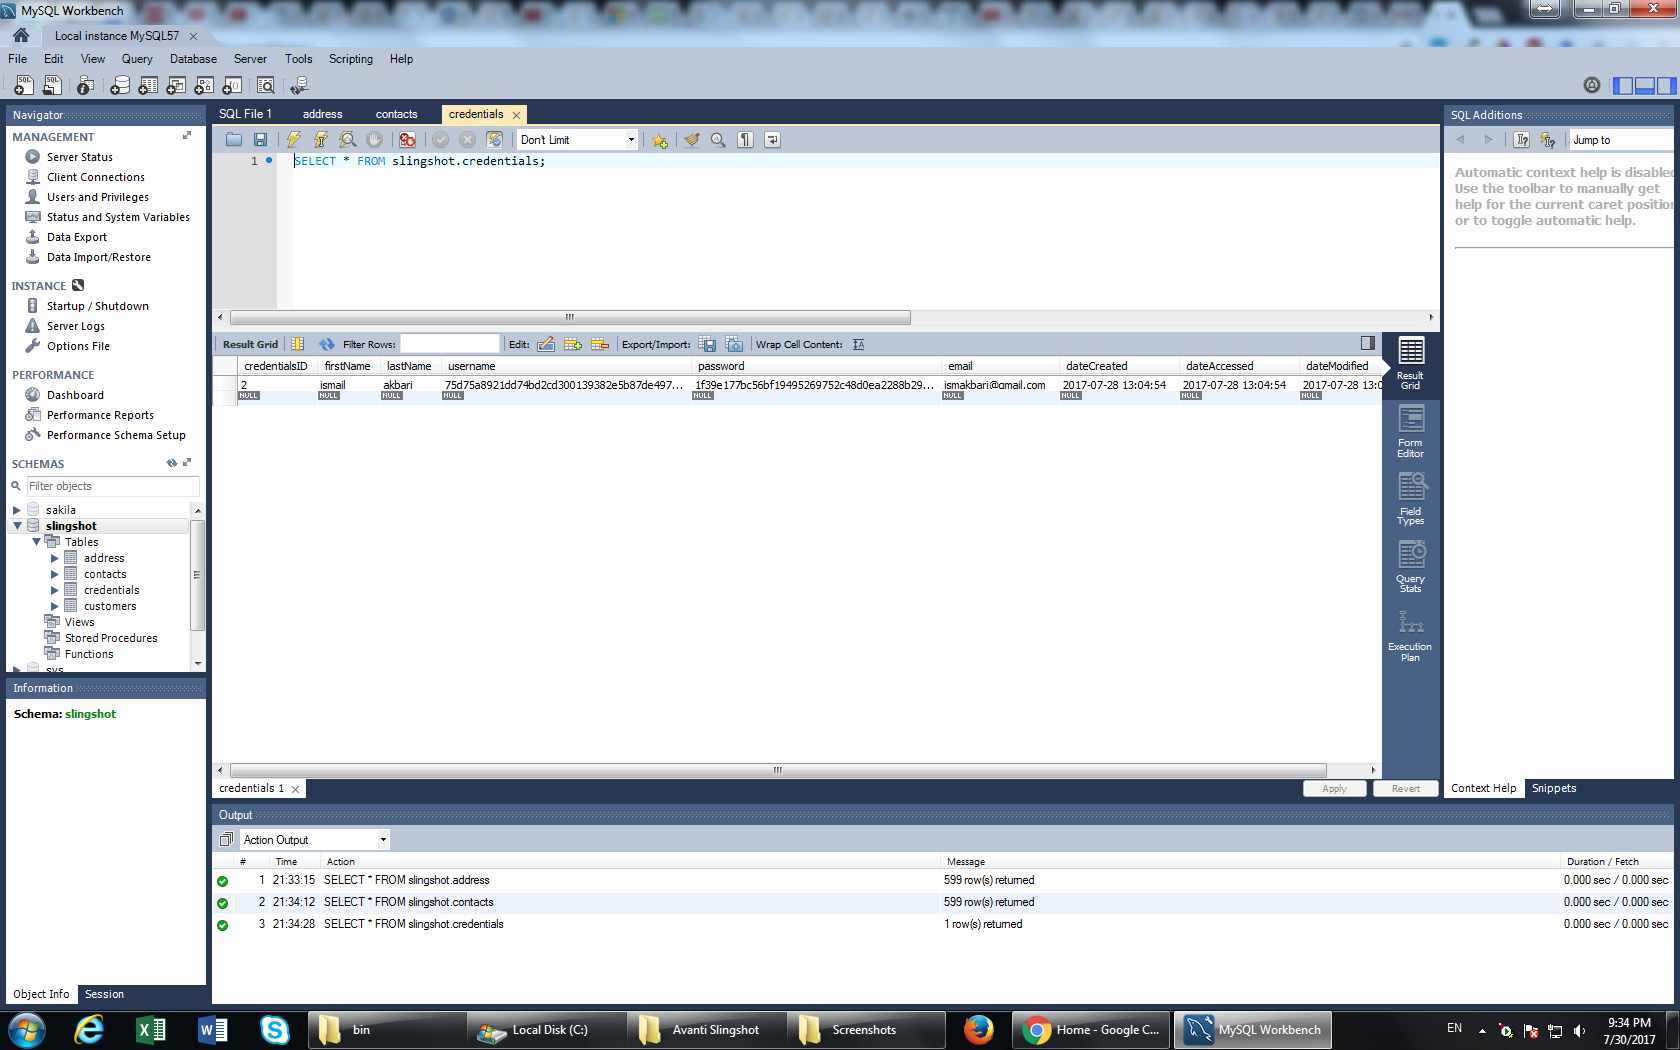 MySQL Workbench
Local instance MySQL57
File Edit View Query Database Server Tools Scripting Help
Navigator
MANAGEMENT
Server Status
Client Connections
Users and Privileges
Status and System Variables
Data Export
Data Import/Restore
INSTANCE
Startup / Shutdown
Server Logs
Options File
PERFORMANCE
Dashboard
Performance Reports
Performance Schema Setup
SCHEMAS
Filter objects
sakila
slingshot
Tables
address
contacts
credentials
customers
Views
Stored Procedures
Functions
sys
Information
Schema: slingshot
Object Info Session
SQL File 1 address contacts credentials
Don't Limit
1 SELECT * FROM slingshot.credentials;
Result Grid Filter Rows: Edit: Export/Import: Wrap Cell Content:
credentialsID firstName lastName username password email dateCreated dateAccessed dateModified
2 ismail akbari 75d75a8921dd74bd2cd300139382e5b87de497... 1f39e177bc56bf19495269752c48d0ea2288b29... ismakbari@gmail.com 2017-07-28 13:04:54 2017-07-28 13:04:54 2017-07-28 13:0
NULL NULL NULL NULL NULL NULL NULL NULL NULL
Result Grid
Form Editor
Field Types
Query Stats
Execution Plan
credentials 1
Apply Revert
SQL Additions
Jump to
Automatic context help is disabled
Use the toolbar to manually get
help for the current caret position
or to toggle automatic help.
Context Help Snippets
Output
Action Output
# Time Action Message Duration / Fetch
1 21:33:15 SELECT * FROM slingshot.address 599 row(s) returned 0.000 sec / 0.000 sec
2 21:34:12 SELECT * FROM slingshot.contacts 599 row(s) returned 0.000 sec / 0.000 sec
3 21:34:28 SELECT * FROM slingshot.credentials 1 row(s) returned 0.000 sec / 0.000 sec
bin Local Disk (C:) Avanti Slingshot Screenshots Home - Google C... MySQL Workbench
EN
9:34 PM
7/30/2017